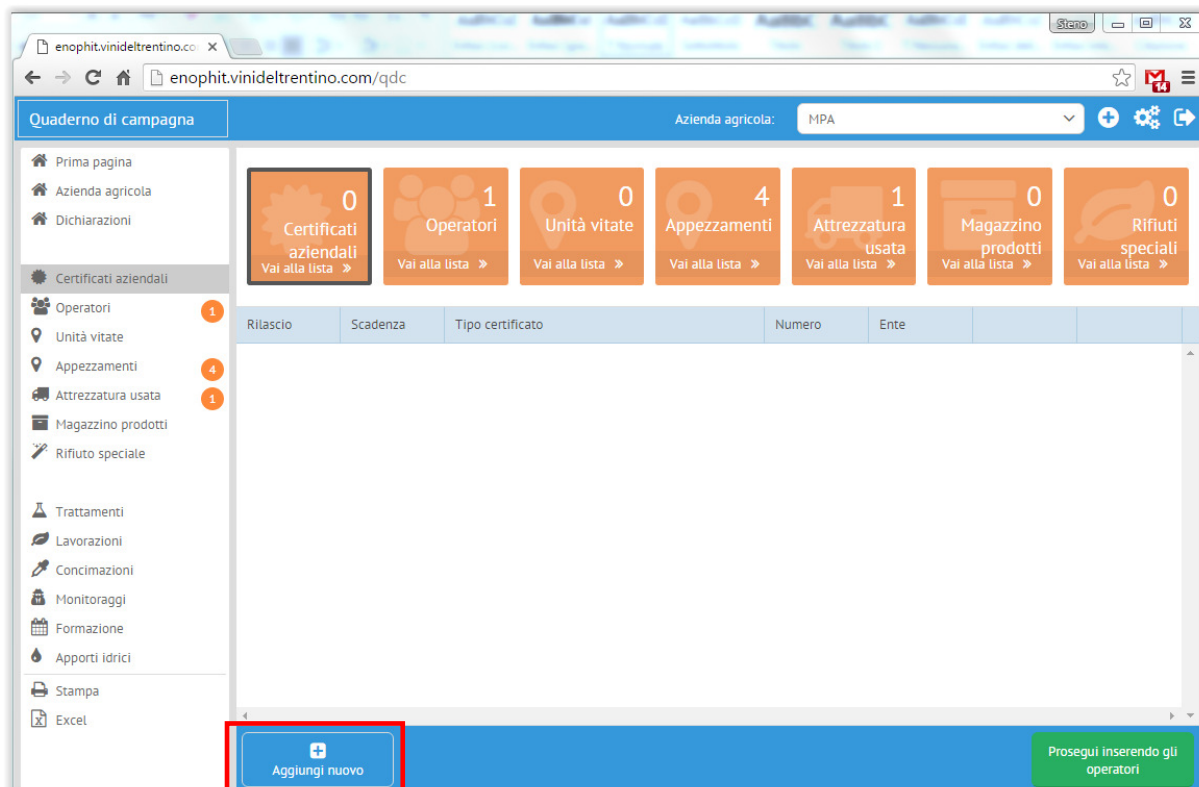 Steno
enophit.vinideltrentino.co
enophit.vinideltrentino.com/qdc
14
Quaderno di campagna
Azienda agricola:
MPA
Prima pagina
Azienda agricola
Dichiarazioni
Certificati aziendali
Operatori
1
Unità vitate
Appezzamenti
4
Attrezzatura usata
1
Magazzino prodotti
Rifiuto speciale
Trattamenti
Lavorazioni
Concimazioni
Monitoraggi
Formazione
Apporti idrici
Stampa
Excel
0
Certificati
aziendali
Vai alla lista »
1
Operatori
Vai alla lista »
0
Unità vitate
Vai alla lista »
4
Appezzamenti
Vai alla lista »
1
Attrezzatura
usata
Vai alla lista »
0
Magazzino
prodotti
Vai alla lista »
0
Rifiuti
speciali
Vai alla lista »
Rilascio Scadenza Tipo certificato Numero Ente
Aggiungi nuovo
Prosegui inserendo gli
operatori